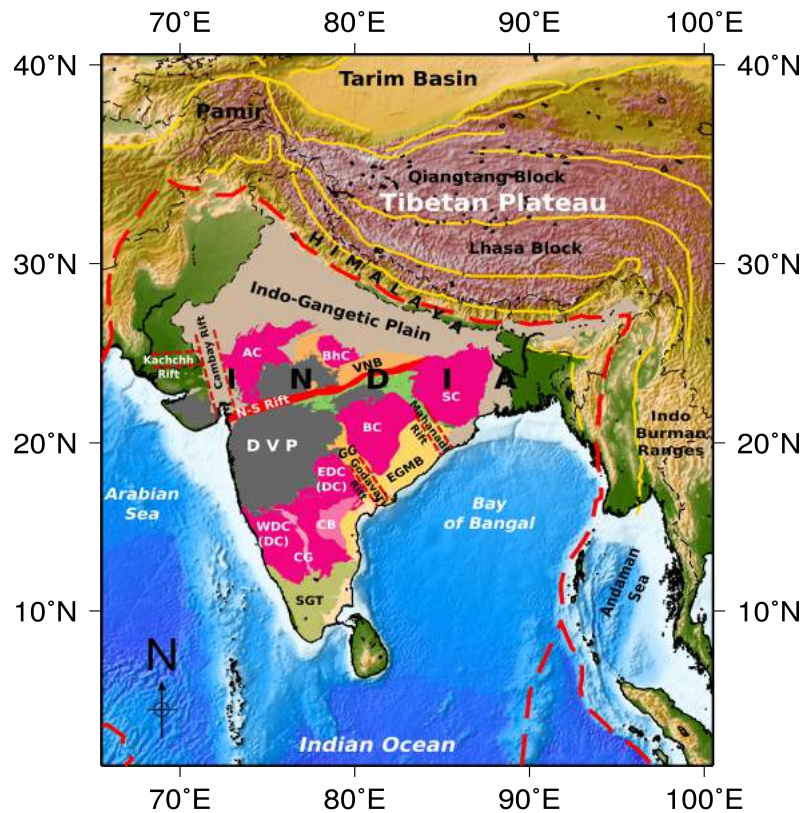 70°E 80°E 90°E 100°E
40°N 40°N
Tarim Basin
Pamir
Qiangtang Block
Tibetan Plateau
Lhasa Block
30°N 30°N
HIMALAYA
Indo-Gangetic Plain
Kachchh
Rift
Cambay Rift
AC
BhC
VNB
I N D I A
N-S Rift
SC
BC
Mahanadi
Rift
D V P
20°N 20°N
Indo
Burman
Ranges
GG
EGMB
EDC
(DC)
Godavari
Rift
Arabian
Sea
Bay
of Bangal
WDC
(DC)
CB
CG
SGT
Andaman
Sea
10°N 10°N
N
Indian Ocean
70°E 80°E 90°E 100°E